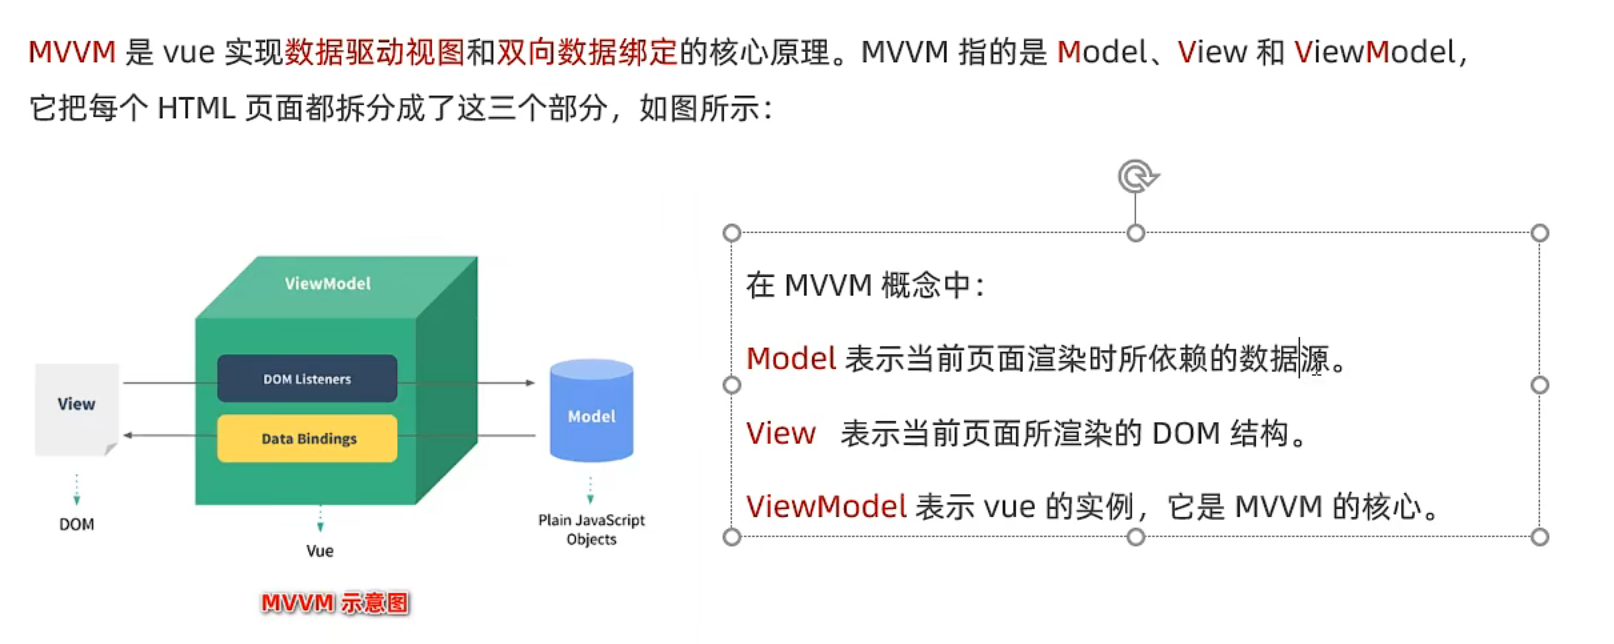 MVVM 是 vue 实现数据驱动视图和双向数据绑定的核心原理。MVVM 指的是 Model、View 和 ViewModel，
它把每个 HTML 页面都拆分成了这三个部分，如图所示：
ViewModel
DOM Listeners
Data Bindings
View
Model
DOM
Vue
Plain JavaScript
Objects
MVVM 示意图
在 MVVM 概念中：
Model 表示当前页面渲染时所依赖的数据源。
View 表示当前页面所渲染的 DOM 结构。
ViewModel 表示 vue 的实例，它是 MVVM 的核心。